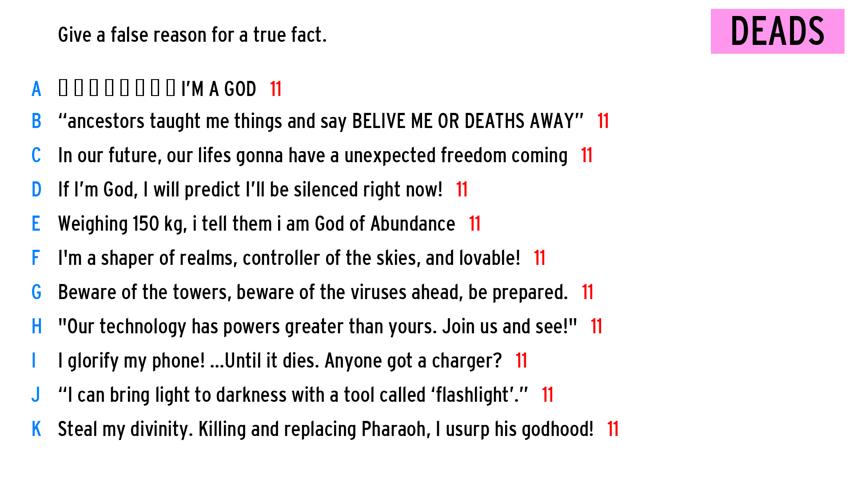 Give a false reason for a true fact.
DEADS
A ▯ ▯ ▯ ▯ ▯ ▯ ▯ ▯ I'M A GOD 11
B “ancestors taught me things and say BELIVE ME OR DEATHS AWAY” 11
C In our future, our lifes gonna have a unexpected freedom coming 11
D If I’m God, I will predict I’ll be silenced right now! 11
E Weighing 150 kg, i tell them i am God of Abundance 11
F I'm a shaper of realms, controller of the skies, and lovable! 11
G Beware of the towers, beware of the viruses ahead, be prepared. 11
H "Our technology has powers greater than yours. Join us and see!" 11
I I glorify my phone! ...Until it dies. Anyone got a charger? 11
J “I can bring light to darkness with a tool called ‘flashlight’.” 11
K Steal my divinity. Killing and replacing Pharaoh, I usurp his godhood! 11